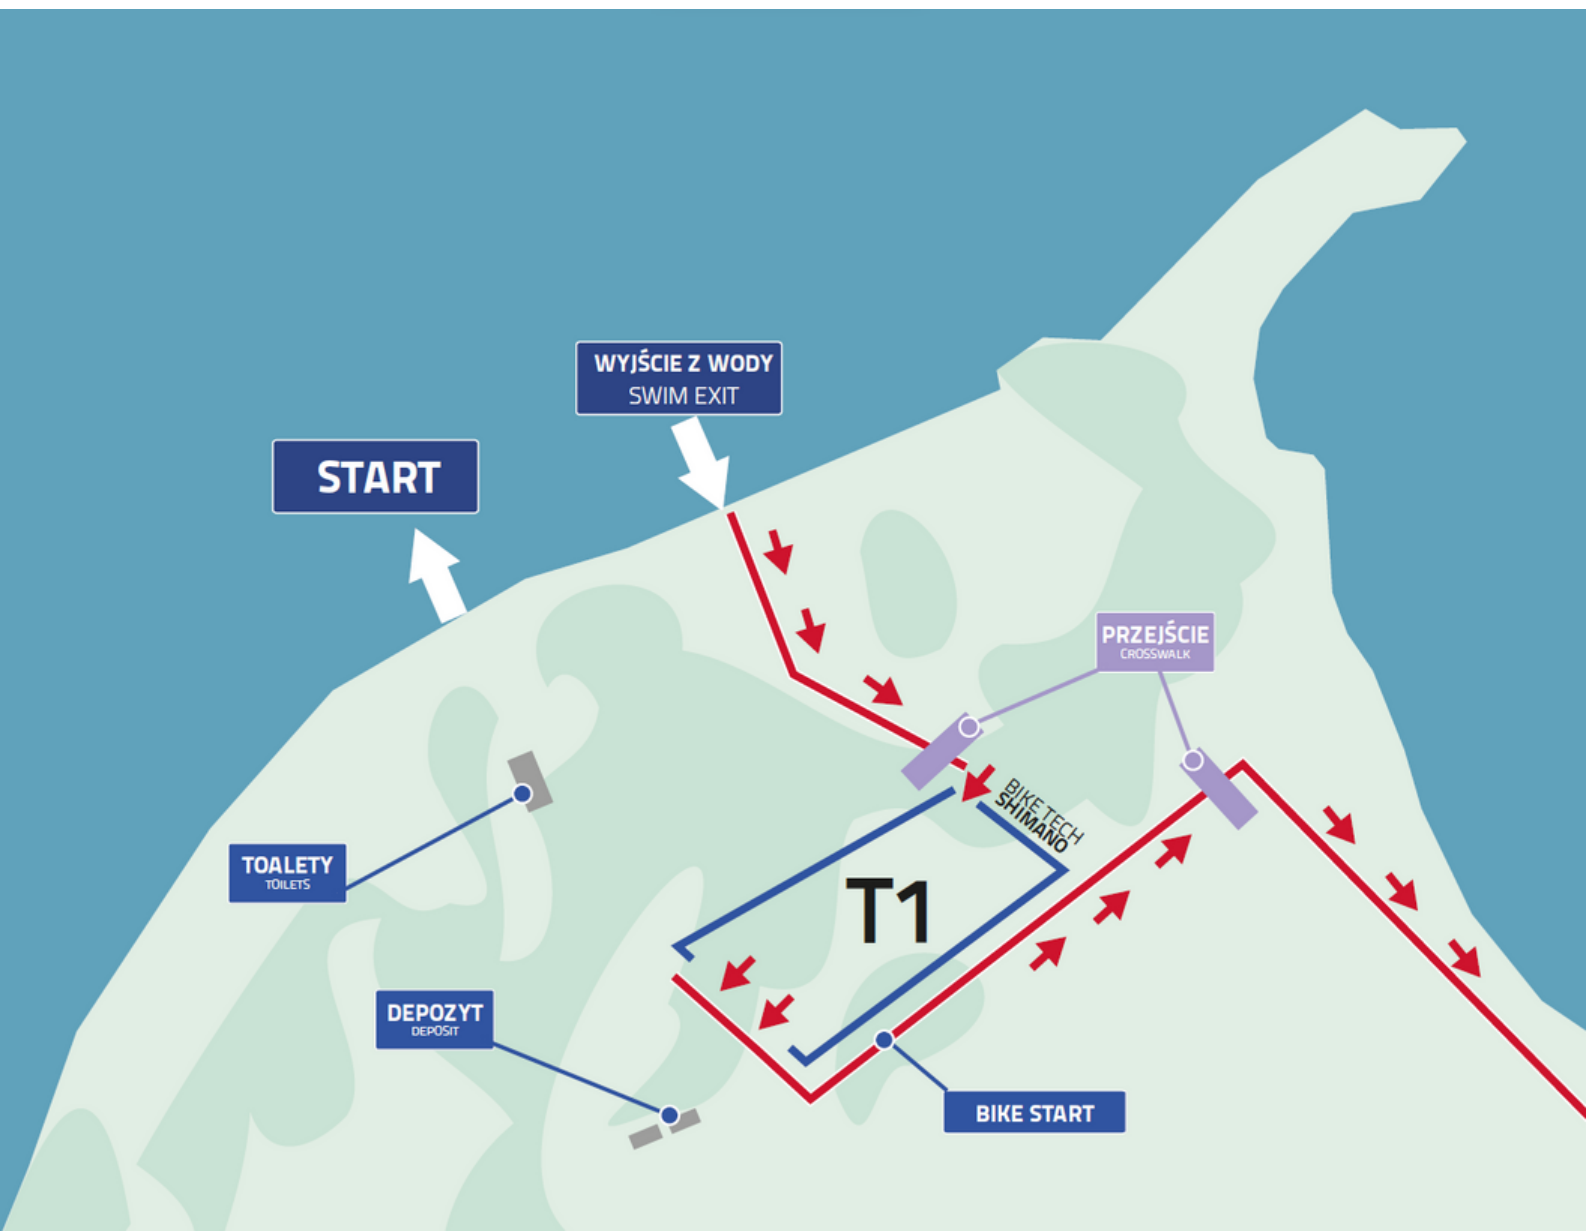 WYJŚCIE Z WODY
SWIM EXIT
START
PRZEJŚCIE
CROSSWALK
BIKE TECH
SHIMANO
TOALETY
TOILETS
T1
DEPOZYT
DEPOSIT
BIKE START